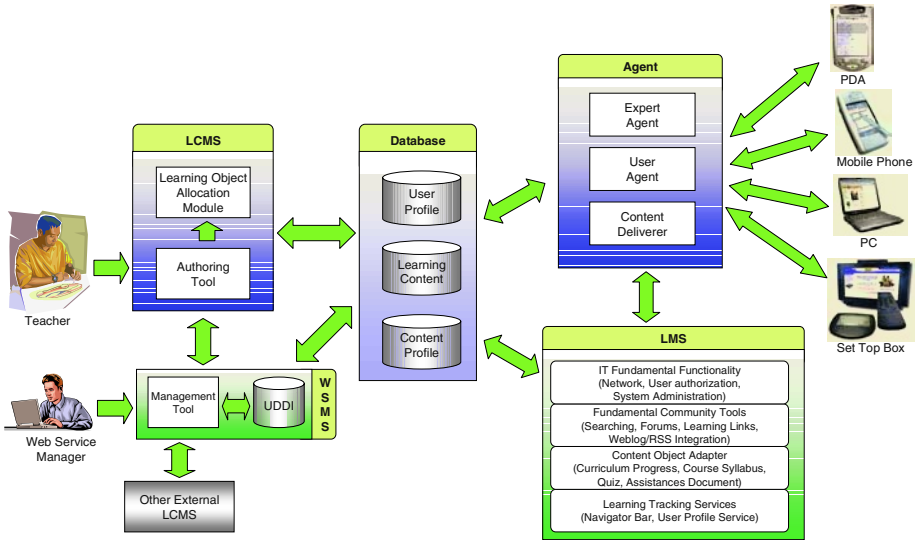 Teacher
Web Service
Manager
LCMS
Learning Object
Allocation
Module
Authoring
Tool
Management
Tool
UDDI
W
S
M
S
Other External
LCMS
Database
User
Profile
Learning
Content
Content
Profile
Agent
Expert
Agent
User
Agent
Content
Deliverer
LMS
IT Fundamental Functionality
(Network, User authorization,
System Administration)
Fundamental Community Tools
(Searching, Forums, Learning Links,
Weblog/RSS Integration)
Content Object Adapter
(Curriculum Progress, Course Syllabus,
Quiz, Assistances Document)
Learning Tracking Services
(Navigator Bar, User Profile Service)
PDA
Mobile Phone
PC
Set Top Box